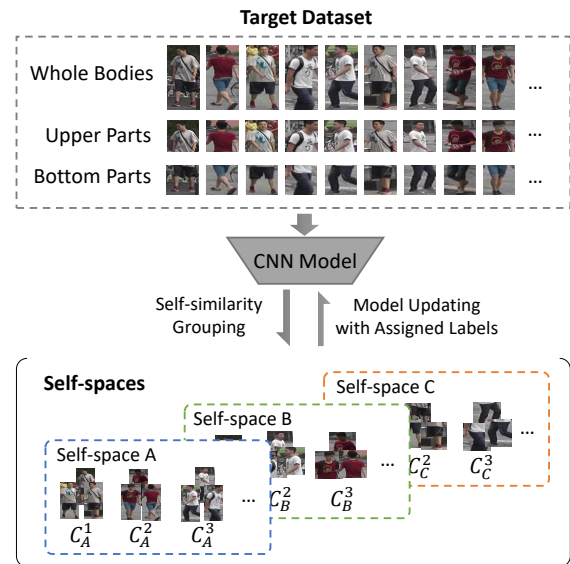 Target Dataset
Whole Bodies
...
Upper Parts
...
Bottom Parts
...
CNN Model
Self-similarity
Grouping
Model Updating
with Assigned Labels
Self-spaces
Self-space C
Self-space B
Self-space A
...
...
...
C_A^1 C_A^2 C_A^3
C_B^2 C_B^3
C_C^2 C_C^3